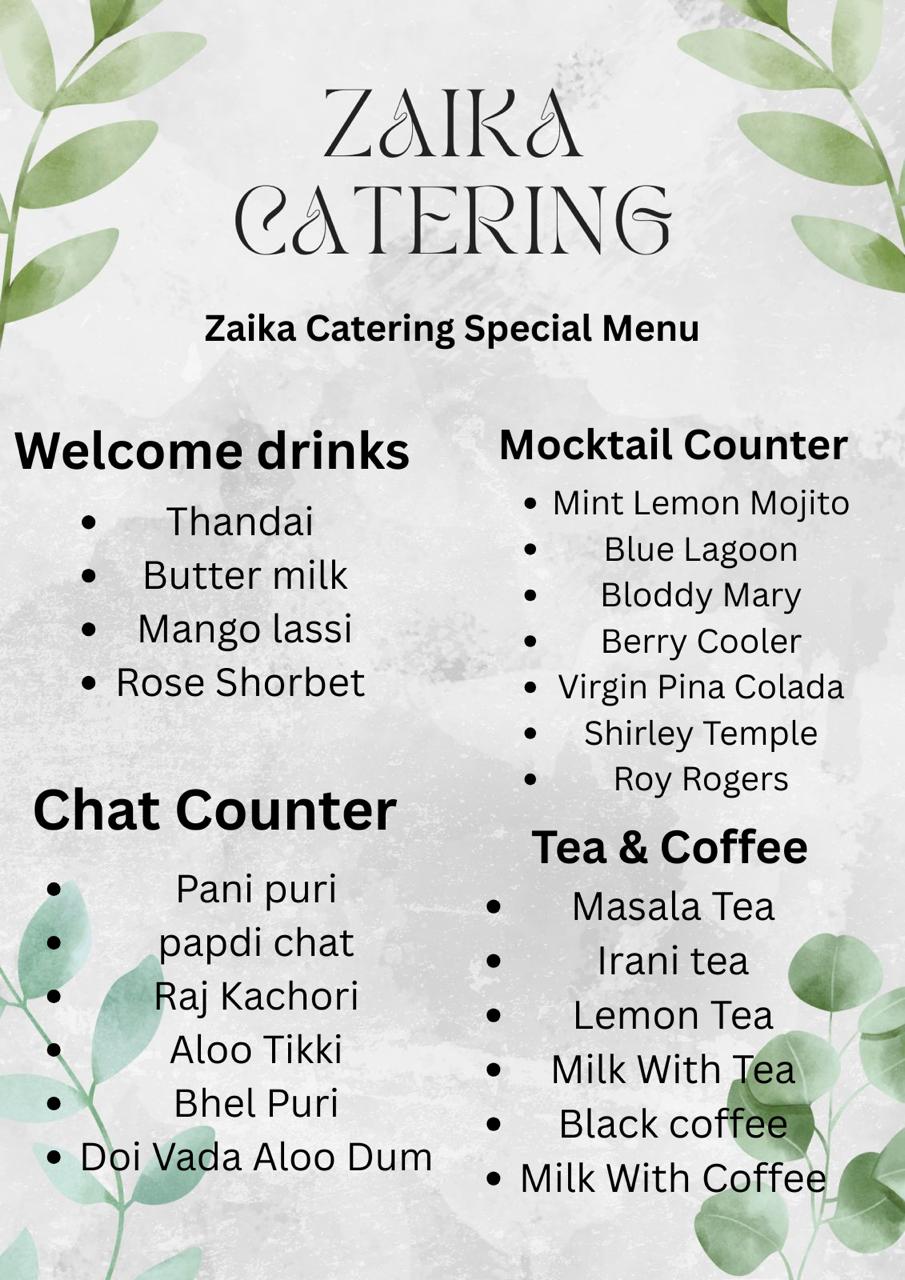 ZAIKA
CATERING
Zaika Catering Special Menu
Welcome drinks
• Thandai
• Butter milk
• Mango lassi
• Rose Shorbet
Chat Counter
• Pani puri
• papdi chat
• Raj Kachori
• Aloo Tikki
• Bhel Puri
• Doi Vada Aloo Dum
Mocktail Counter
• Mint Lemon Mojito
• Blue Lagoon
• Bloddy Mary
• Berry Cooler
• Virgin Pina Colada
• Shirley Temple
• Roy Rogers
Tea & Coffee
• Masala Tea
• Irani tea
• Lemon Tea
• Milk With Tea
• Black coffee
• Milk With Coffee